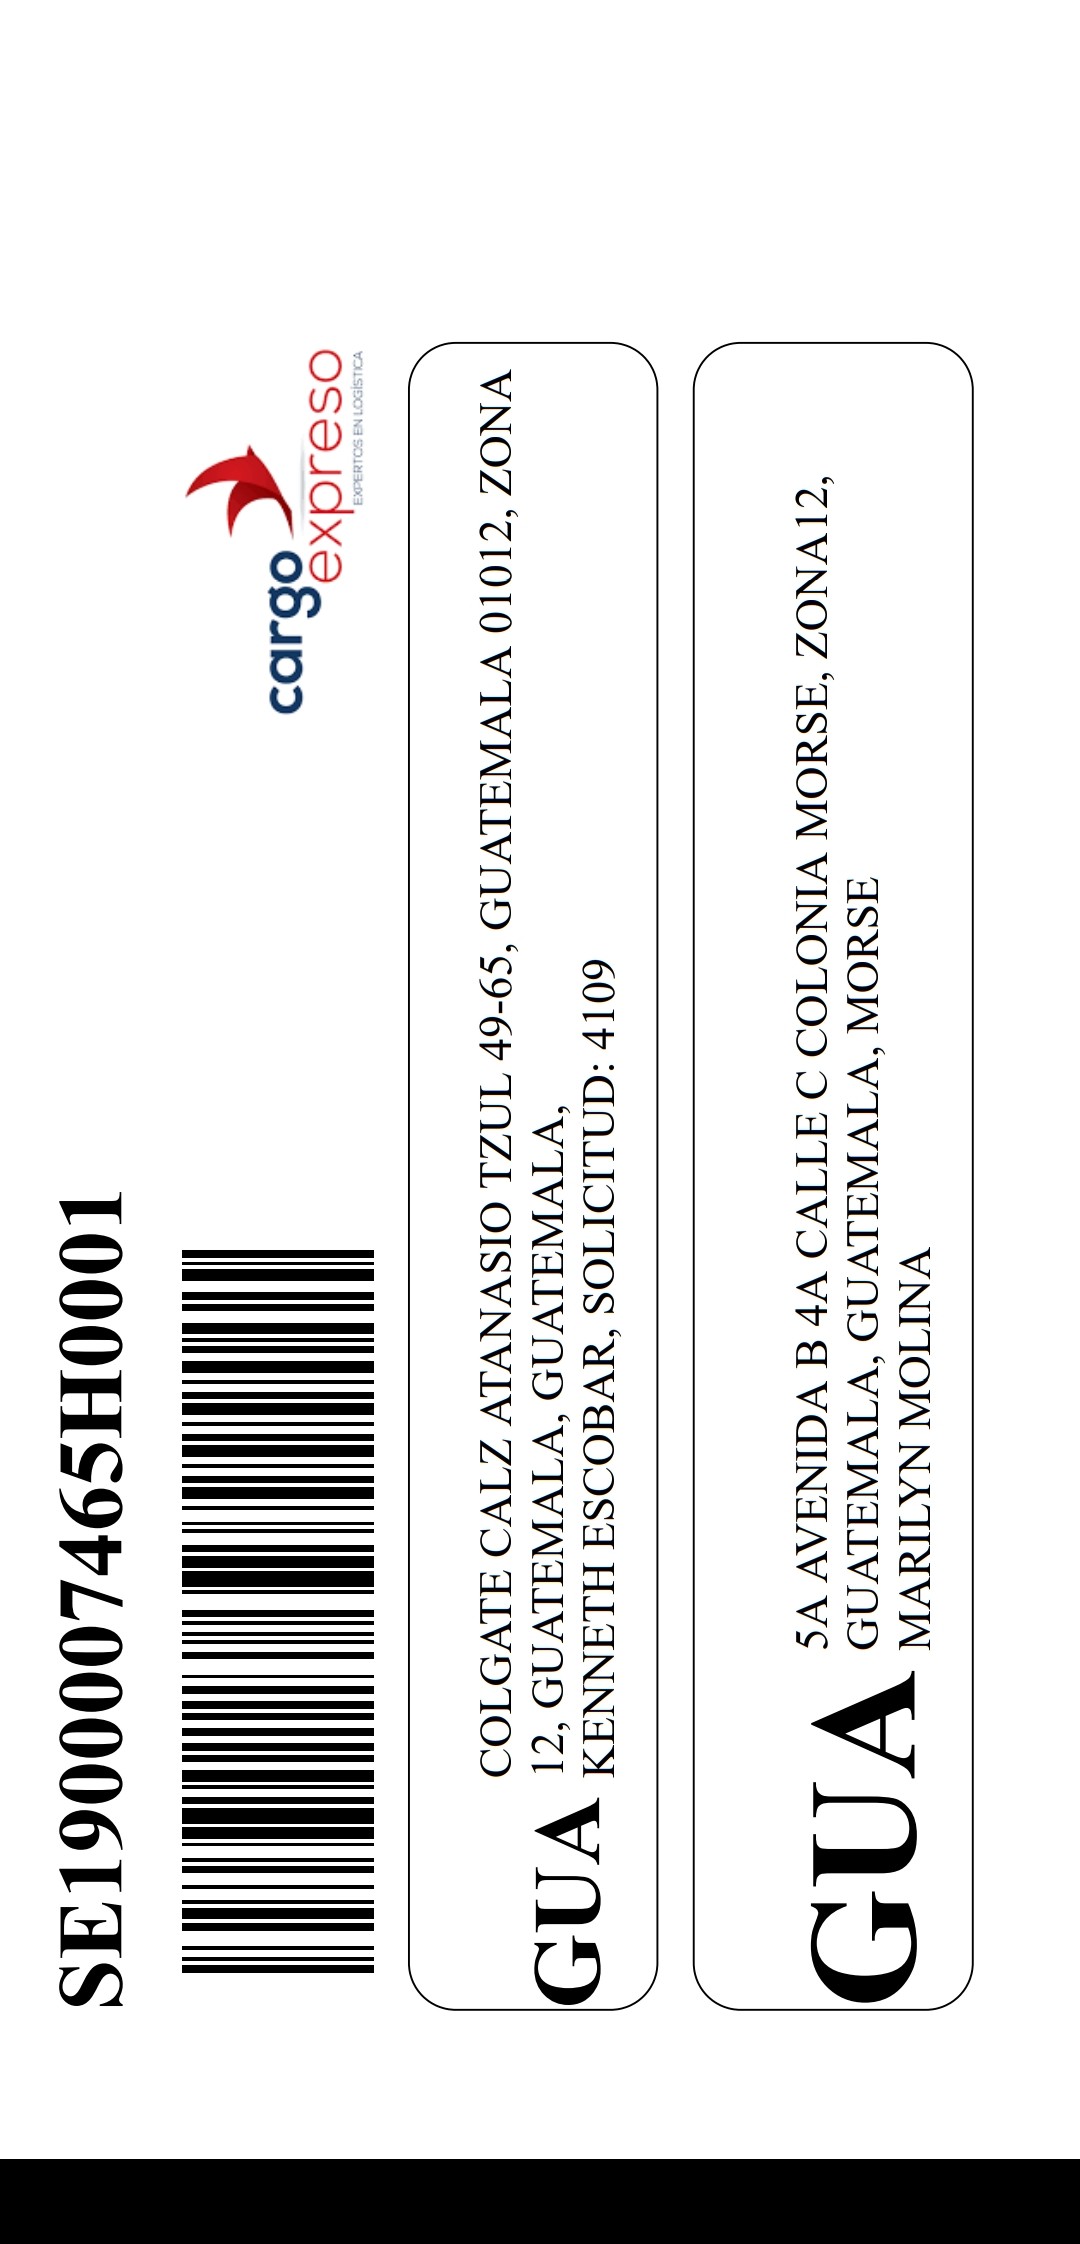 SE190007465H0001
cargo
expreso
EXPERTOS EN LOGÍSTICA
GUA
COLGATE CALZ ATANASIO TZUL 49-65, GUATEMALA 01012, ZONA
12, GUATEMALA, GUATEMALA,
KENNETH ESCOBAR, SOLICITUD: 4109
GUA
5A AVENIDA B 4A CALLE C COLONIA MORSE, ZONA12,
GUATEMALA, GUATEMALA, MORSE
MARILYN MOLINA